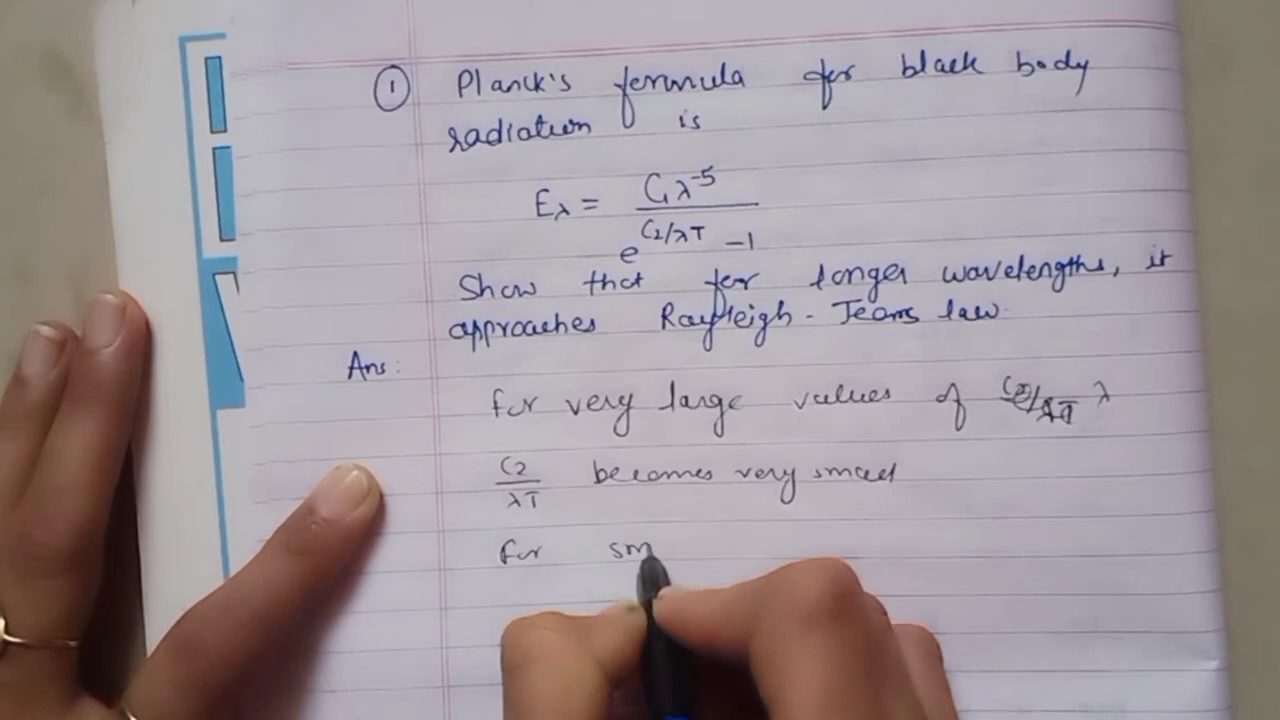 ① Planck's formula for black body
radiation is
Eλ = C₁λ⁻⁵ / e^(C₂/λT) −1
Show that for longer wavelengths, it
approaches Rayleigh - Jeans law.
Ans:
for very large values of λ
C₂/λT becomes very small
for sm